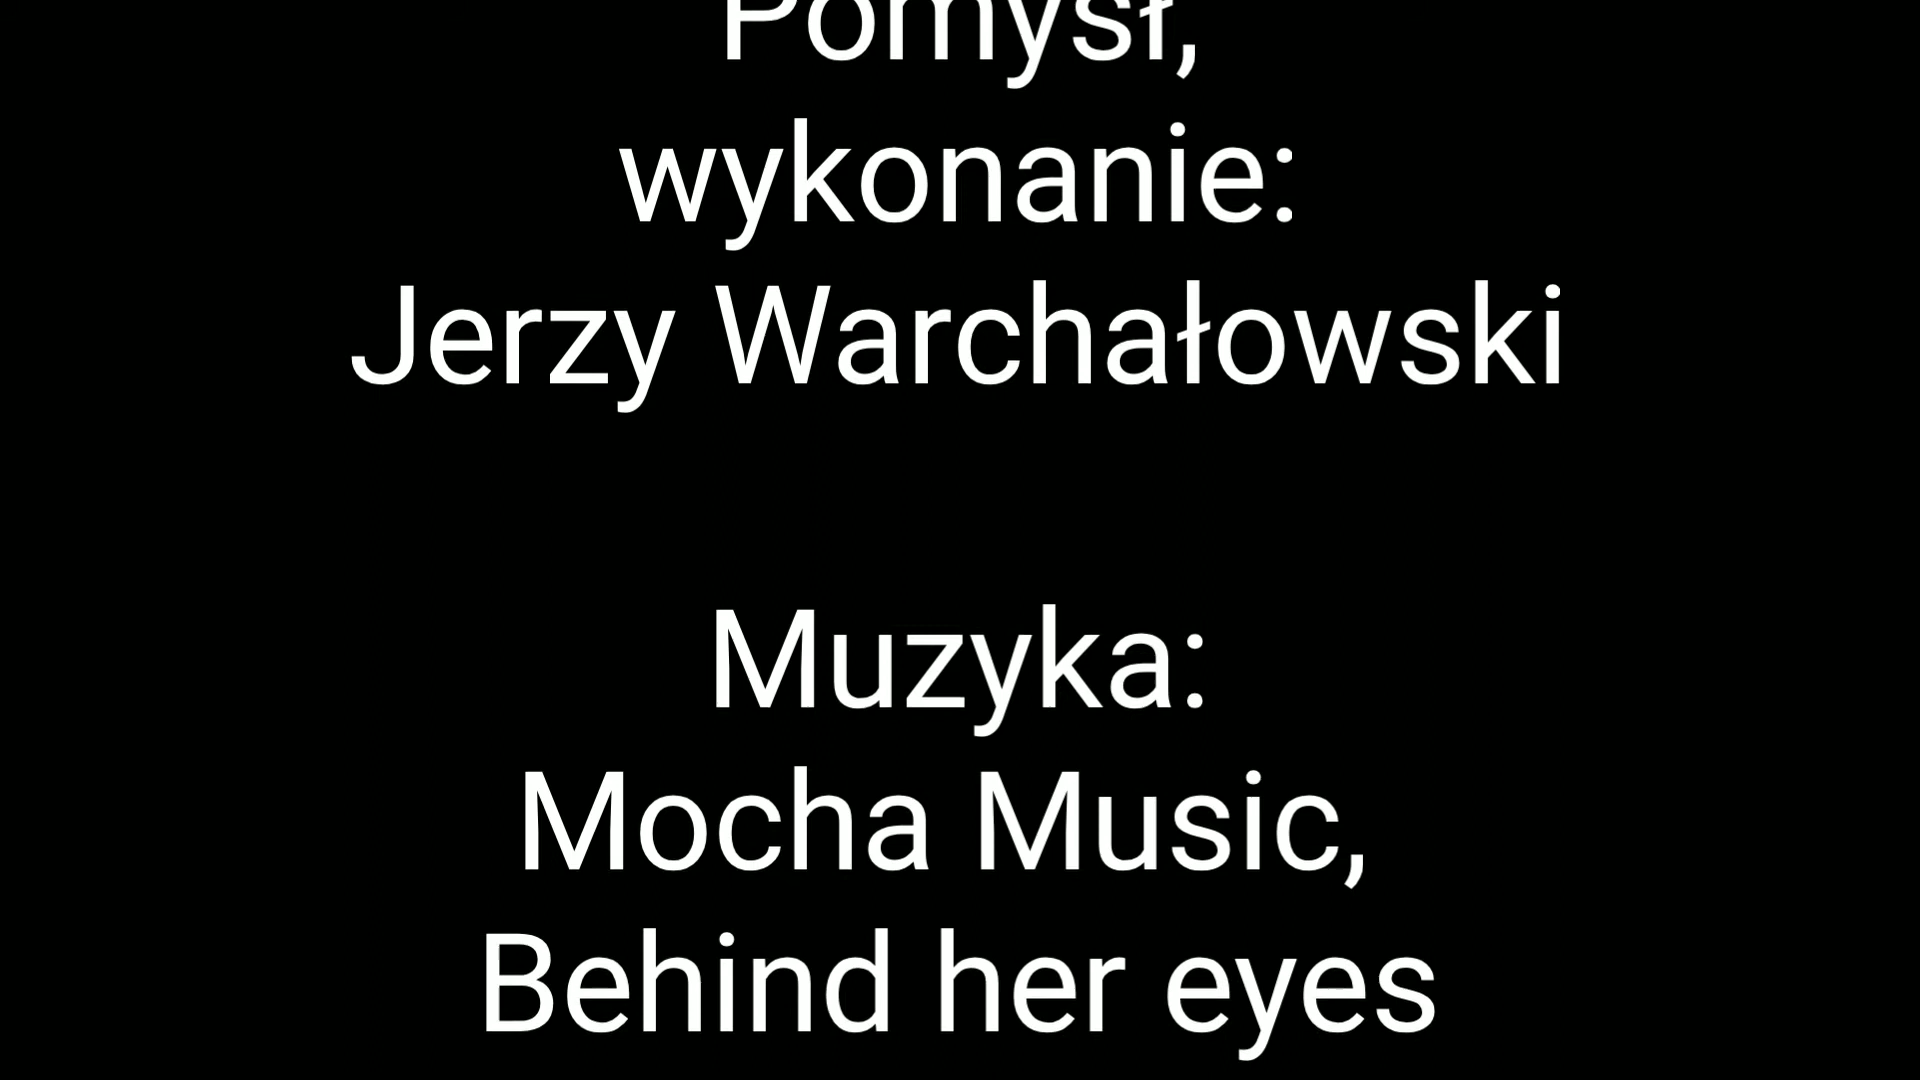 Pomysł,
wykonanie:
Jerzy Warchałowski
Muzyka:
Mocha Music,
Behind her eyes